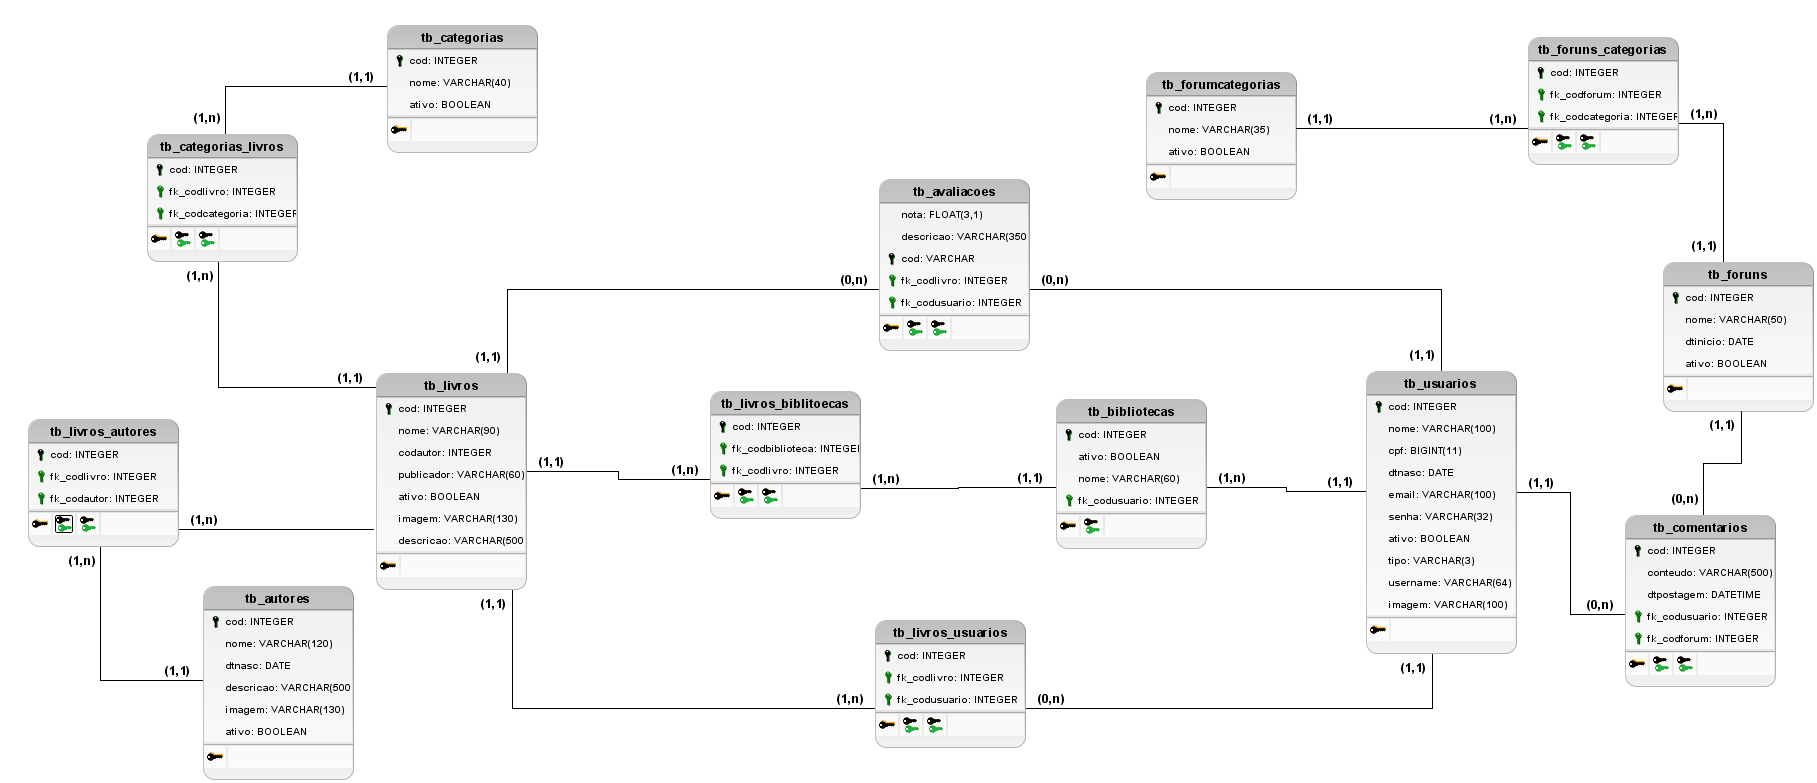 tb_categorias
cod: INTEGER
nome: VARCHAR(40)
ativo: BOOLEAN
(1,1)
(1,n)
tb_categorias_livros
cod: INTEGER
fk_codlivro: INTEGER
fk_codcategoria: INTEGER
(1,n)
(1,1)
tb_forumcategorias
cod: INTEGER
nome: VARCHAR(35)
ativo: BOOLEAN
(1,1)
(1,n)
tb_foruns_categorias
cod: INTEGER
fk_codforum: INTEGER
fk_codcategoria: INTEGER
(1,n)
(1,1)
tb_foruns
cod: INTEGER
nome: VARCHAR(50)
dtinicio: DATE
ativo: BOOLEAN
(1,1)
(0,n)
tb_avaliacoes
nota: FLOAT(3,1)
descricao: VARCHAR(350
cod: VARCHAR
fk_codlivro: INTEGER
fk_codusuario: INTEGER
(0,n)
(0,n)
(1,1)
(1,1)
tb_livros
cod: INTEGER
nome: VARCHAR(90)
codautor: INTEGER
publicador: VARCHAR(60)
ativo: BOOLEAN
imagem: VARCHAR(130)
descricao: VARCHAR(500
(1,1)
(1,n)
tb_livros_biblitoecas
cod: INTEGER
fk_codbiblioteca: INTEGEI
fk_codlivro: INTEGER
(1,n)
(1,1)
tb_bibliotecas
cod: INTEGER
ativo: BOOLEAN
nome: VARCHAR(60)
fk_codusuario: INTEGER
(1,n)
(1,1)
tb_usuarios
cod: INTEGER
nome: VARCHAR(100)
cpf: BIGINT(11)
dtnasc: DATE
email: VARCHAR(100)
senha: VARCHAR(32)
ativo: BOOLEAN
tipo: VARCHAR(3)
username: VARCHAR(64)
imagem: VARCHAR(100)
(1,1)
(0,n)
tb_comentarios
cod: INTEGER
conteudo: VARCHAR(500)
dtpostagem: DATETIME
fk_codusuario: INTEGER
fk_codforum: INTEGER
tb_livros_autores
cod: INTEGER
fk_codlivro: INTEGER
fk_codautor: INTEGER
(1,n)
(1,n)
(1,1)
tb_autores
cod: INTEGER
nome: VARCHAR(120)
dtnasc: DATE
descricao: VARCHAR(500
imagem: VARCHAR(130)
ativo: BOOLEAN
(1,1)
(1,n)
tb_livros_usuarios
cod: INTEGER
fk_codlivro: INTEGER
fk_codusuario: INTEGER
(0,n)
(1,1)